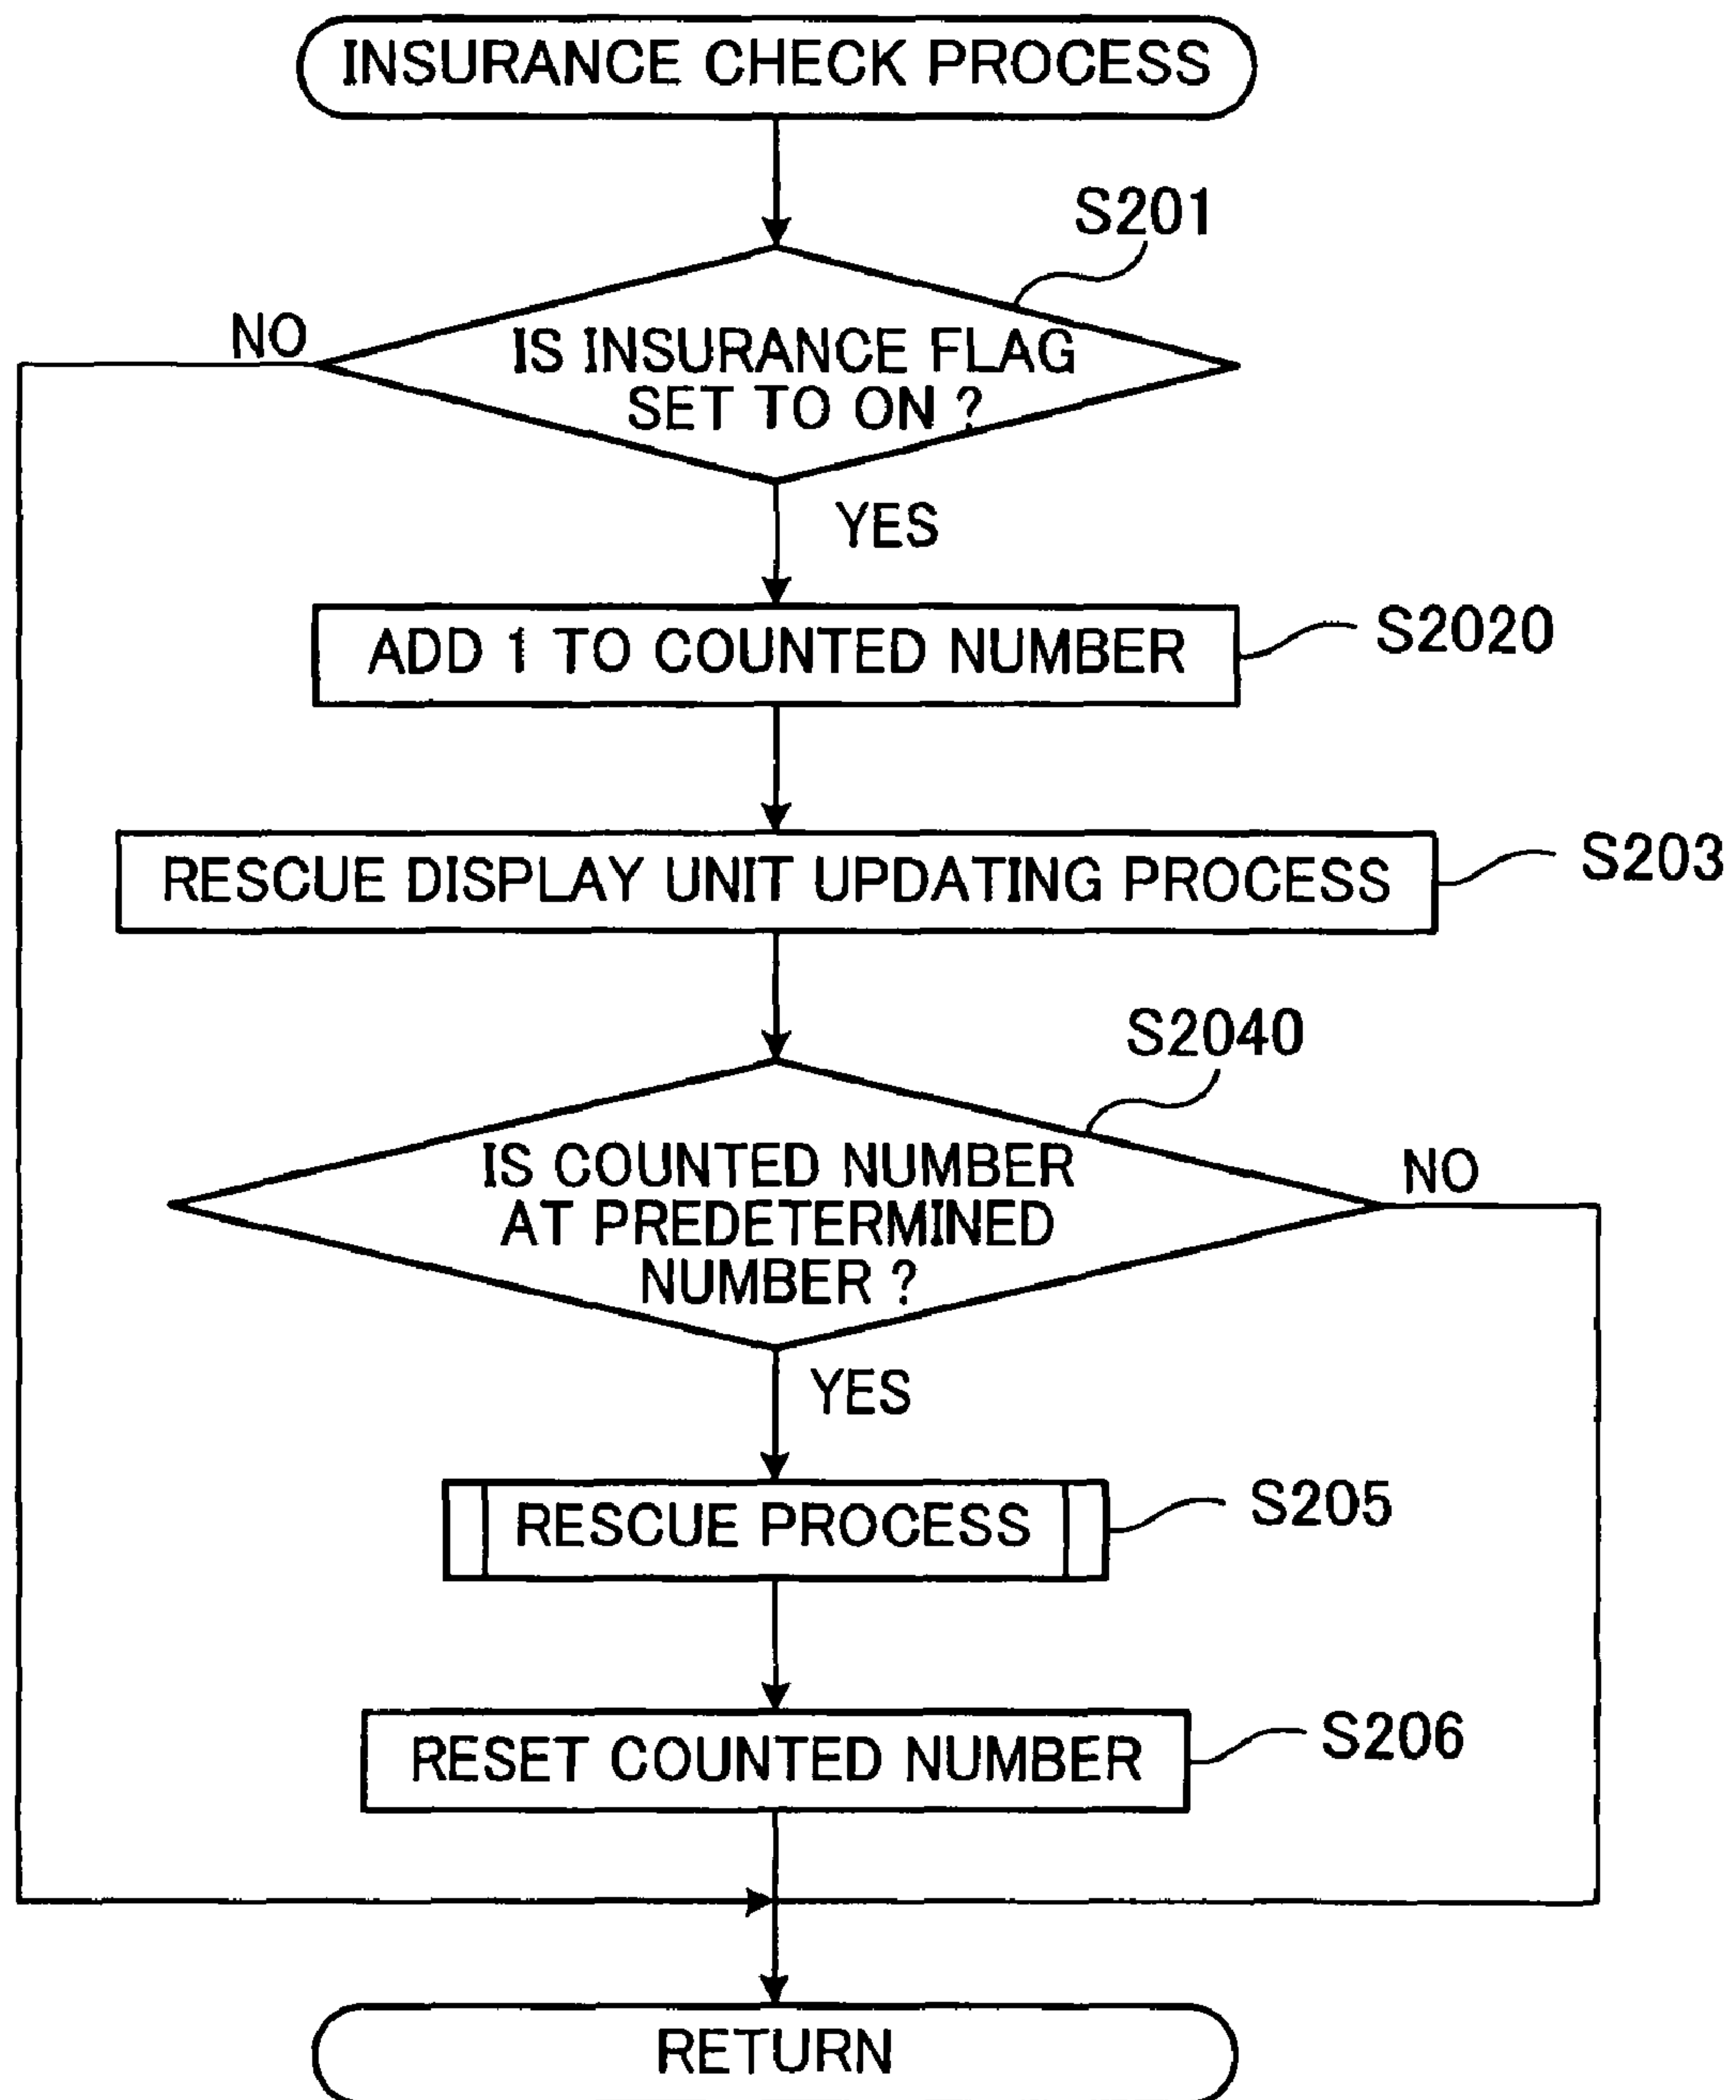 INSURANCE CHECK PROCESS
S201
NO
IS INSURANCE FLAG
SET TO ON ?
YES
ADD 1 TO COUNTED NUMBER
S2020
RESCUE DISPLAY UNIT UPDATING PROCESS
S203
S2040
IS COUNTED NUMBER
AT PREDETERMINED
NUMBER ?
NO
YES
RESCUE PROCESS
S205
RESET COUNTED NUMBER
S206
RETURN